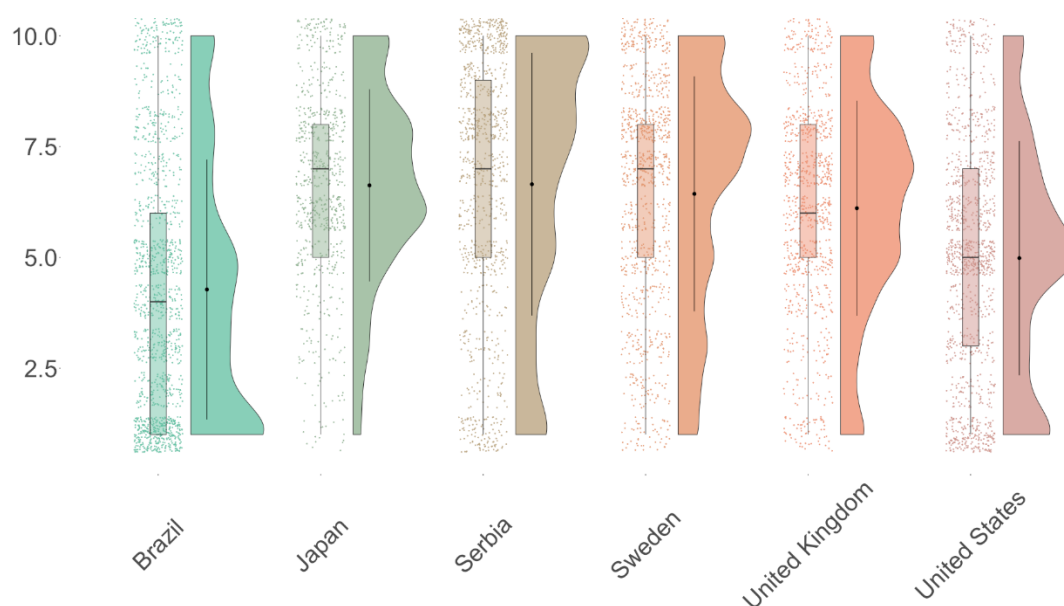 10.0
7.5
5.0
2.5
Brazil
Japan
Serbia
Sweden
United Kingdom
United States